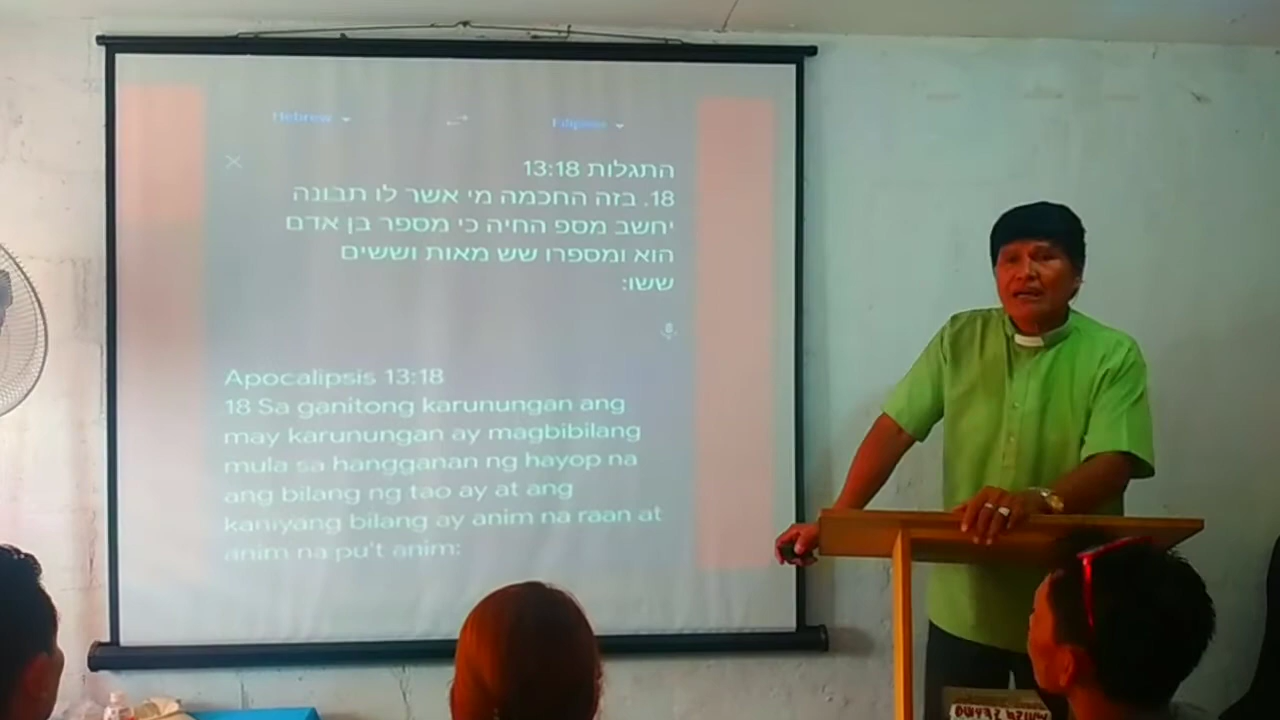 Hebrew
Filipino
התגלות 13:18
18. בזה החכמה מי אשר לו תבונה
יחשב מספ החיה כי מספר בן אדם
הוא ומספרו שש מאות וששים
ששו:
Apocalipsis 13:18
18 Sa ganitong karunungan ang
may karunungan ay magbibilang
mula sa hangganan ng hayop na
ang bilang ng tao ay at ang
kaniyang bilang ay anim na raan at
anim na pu't anim: